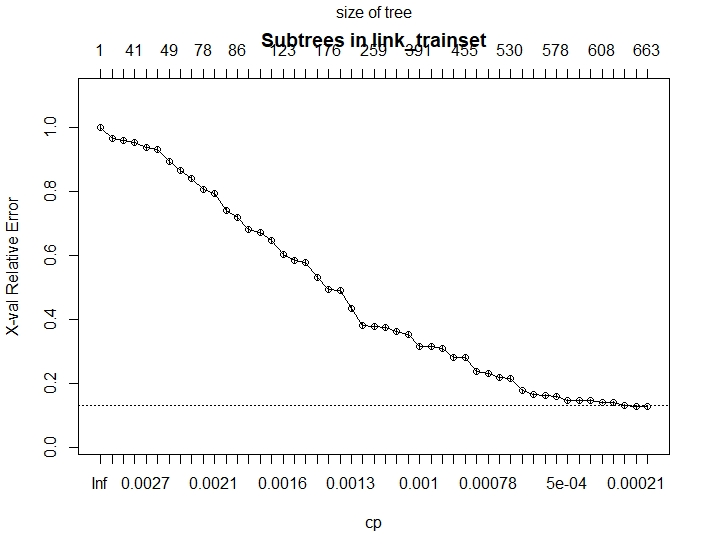 size of tree
Subtrees in link_trainset
1 41 49 78 86 123 176 259 391 455 530 578 608 663
X-val Relative Error
1.0
0.8
0.6
0.4
0.2
0.0
Inf 0.0027 0.0021 0.0016 0.0013 0.001 0.00078 5e-04 0.00021
cp